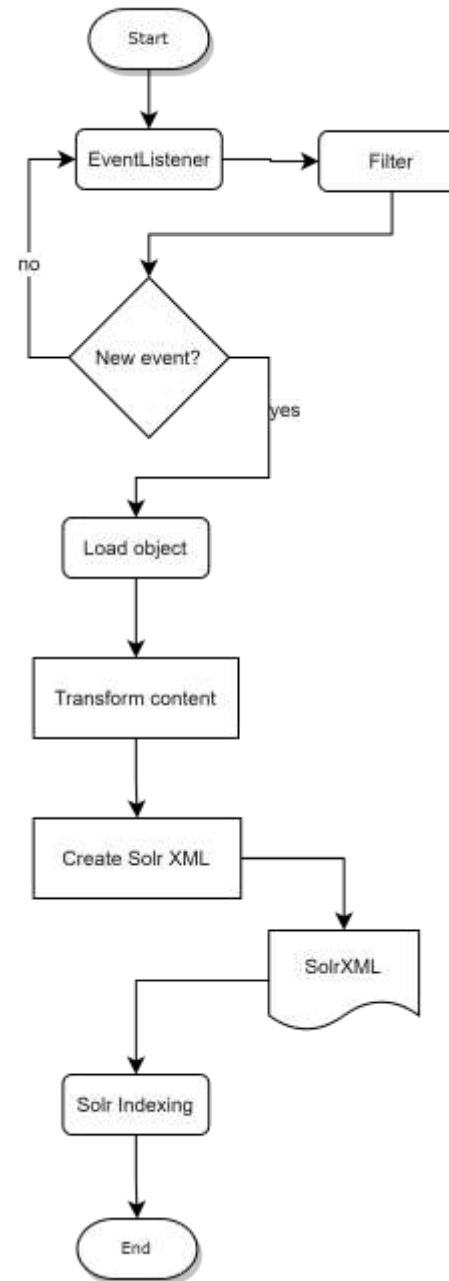 Start
EventListener
Filter
no
New event?
yes
Load object
Transform content
Create Solr XML
SolrXML
Solr Indexing
End